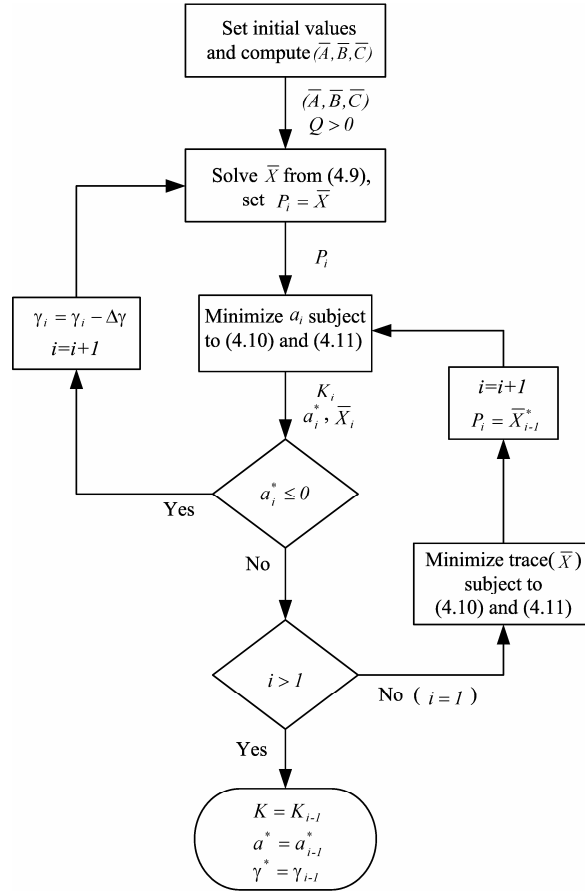 Set initial values
and compute (A̅, B̅, C̅)
(A̅, B̅, C̅)
Q > 0
Solve X̅ from (4.9),
set P_i = X̅
P_i
γ_i = γ_i − Δγ
i=i+1
Minimize a_i subject
to (4.10) and (4.11)
i=i+1
P_i = X̅*_{i-1}
K_i
a_i^*, X̅_i
a_i^* ≤ 0
Yes
No
Minimize trace(X̅)
subject to
(4.10) and (4.11)
i > 1
No ( i=1 )
Yes
K = K_{i-1}
a^* = a^*_{i-1}
γ^* = γ_{i-1}